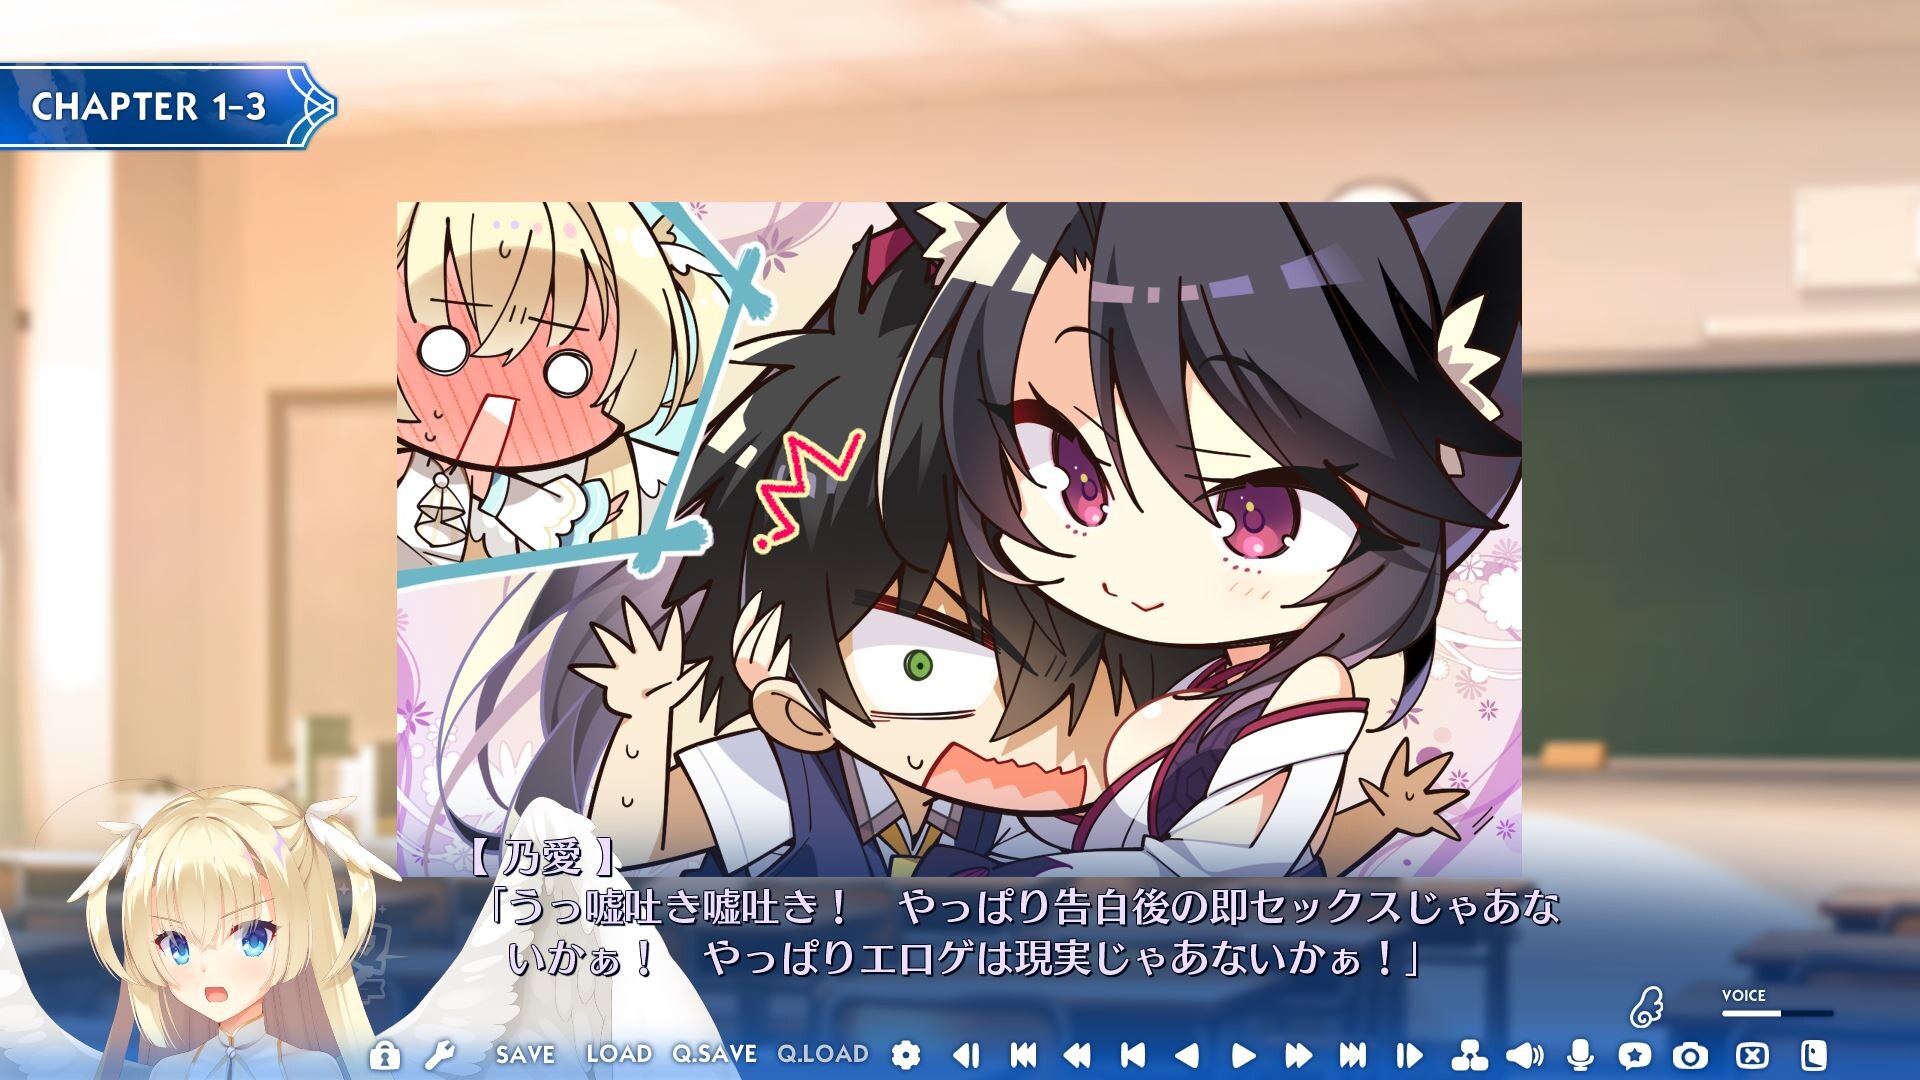 CHAPTER 1-3
【 乃愛 】
「うっ嘘吐き嘘吐き！　やっぱり告白後の即セックスじゃあな
いかぁ！　やっぱりエロゲは現実じゃあないかぁ！」
VOICE
SAVE LOAD Q.SAVE Q.LOAD